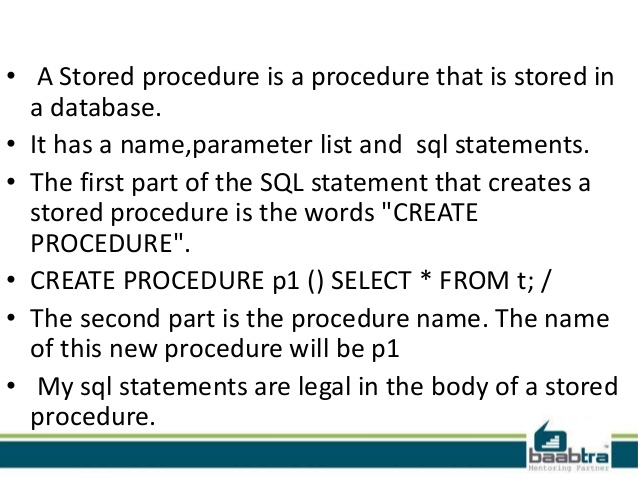 • A Stored procedure is a procedure that is stored in
a database.
• It has a name,parameter list and sql statements.
• The first part of the SQL statement that creates a
stored procedure is the words "CREATE
PROCEDURE".
• CREATE PROCEDURE p1 () SELECT * FROM t; /
• The second part is the procedure name. The name
of this new procedure will be p1
• My sql statements are legal in the body of a stored
procedure.
baabtra
Mentoring Partner